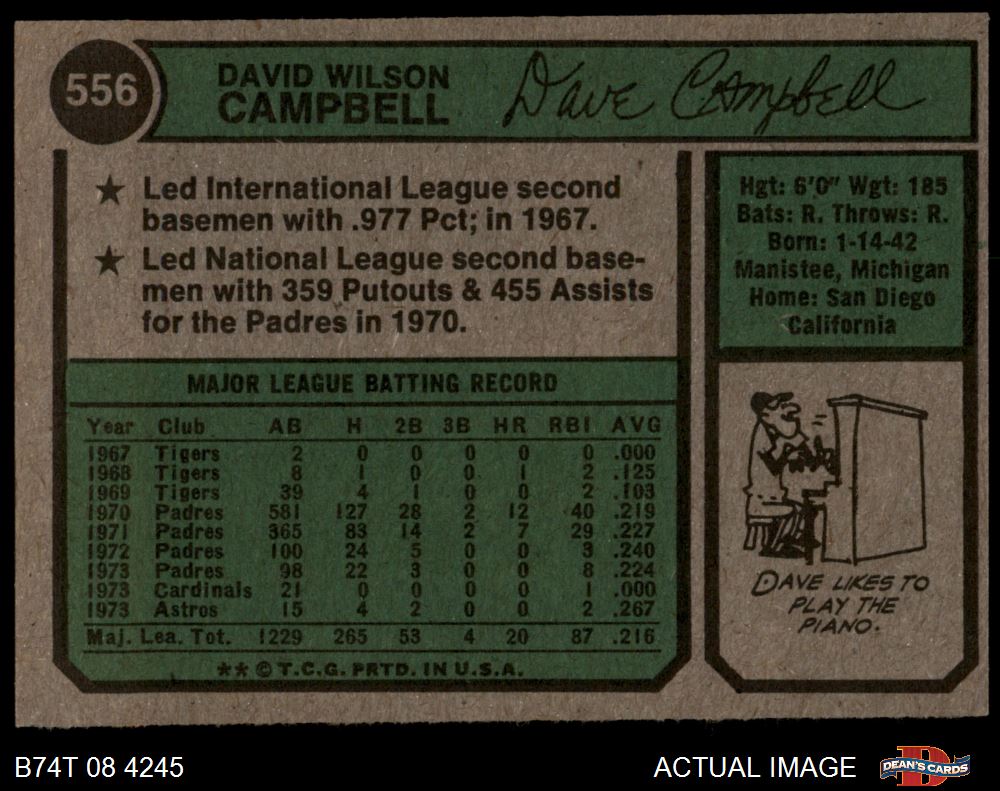 556
DAVID WILSON
CAMPBELL
Dave Campbell
★ Led International League second
basemen with .977 Pct; in 1967.
★ Led National League second base-
men with 359 Putouts & 455 Assists
for the Padres in 1970.
Hgt: 6'0" Wgt: 185
Bats: R. Throws: R.
Born: 1-14-42
Manistee, Michigan
Home: San Diego
California
MAJOR LEAGUE BATTING RECORD
Year Club AB H 2B 3B HR RBI AVG
1967 Tigers 2 0 0 0 0 0 .000
1968 Tigers 8 1 0 0 1 2 .125
1969 Tigers 39 4 1 0 0 2 .103
1970 Padres 581 127 28 2 12 40 .219
1971 Padres 365 83 14 2 7 29 .227
1972 Padres 100 24 5 0 0 3 .240
1973 Padres 98 22 3 0 0 8 .224
1973 Cardinals 21 0 0 0 0 1 .000
1973 Astros 15 4 2 0 0 2 .267
Maj. Lea. Tot. 1229 265 53 4 20 87 .216
** © T.C.G. PRTD. IN U.S.A.
DAVE LIKES TO
PLAY THE
PIANO.
B74T 08 4245
ACTUAL IMAGE
D
DEAN'S CARDS